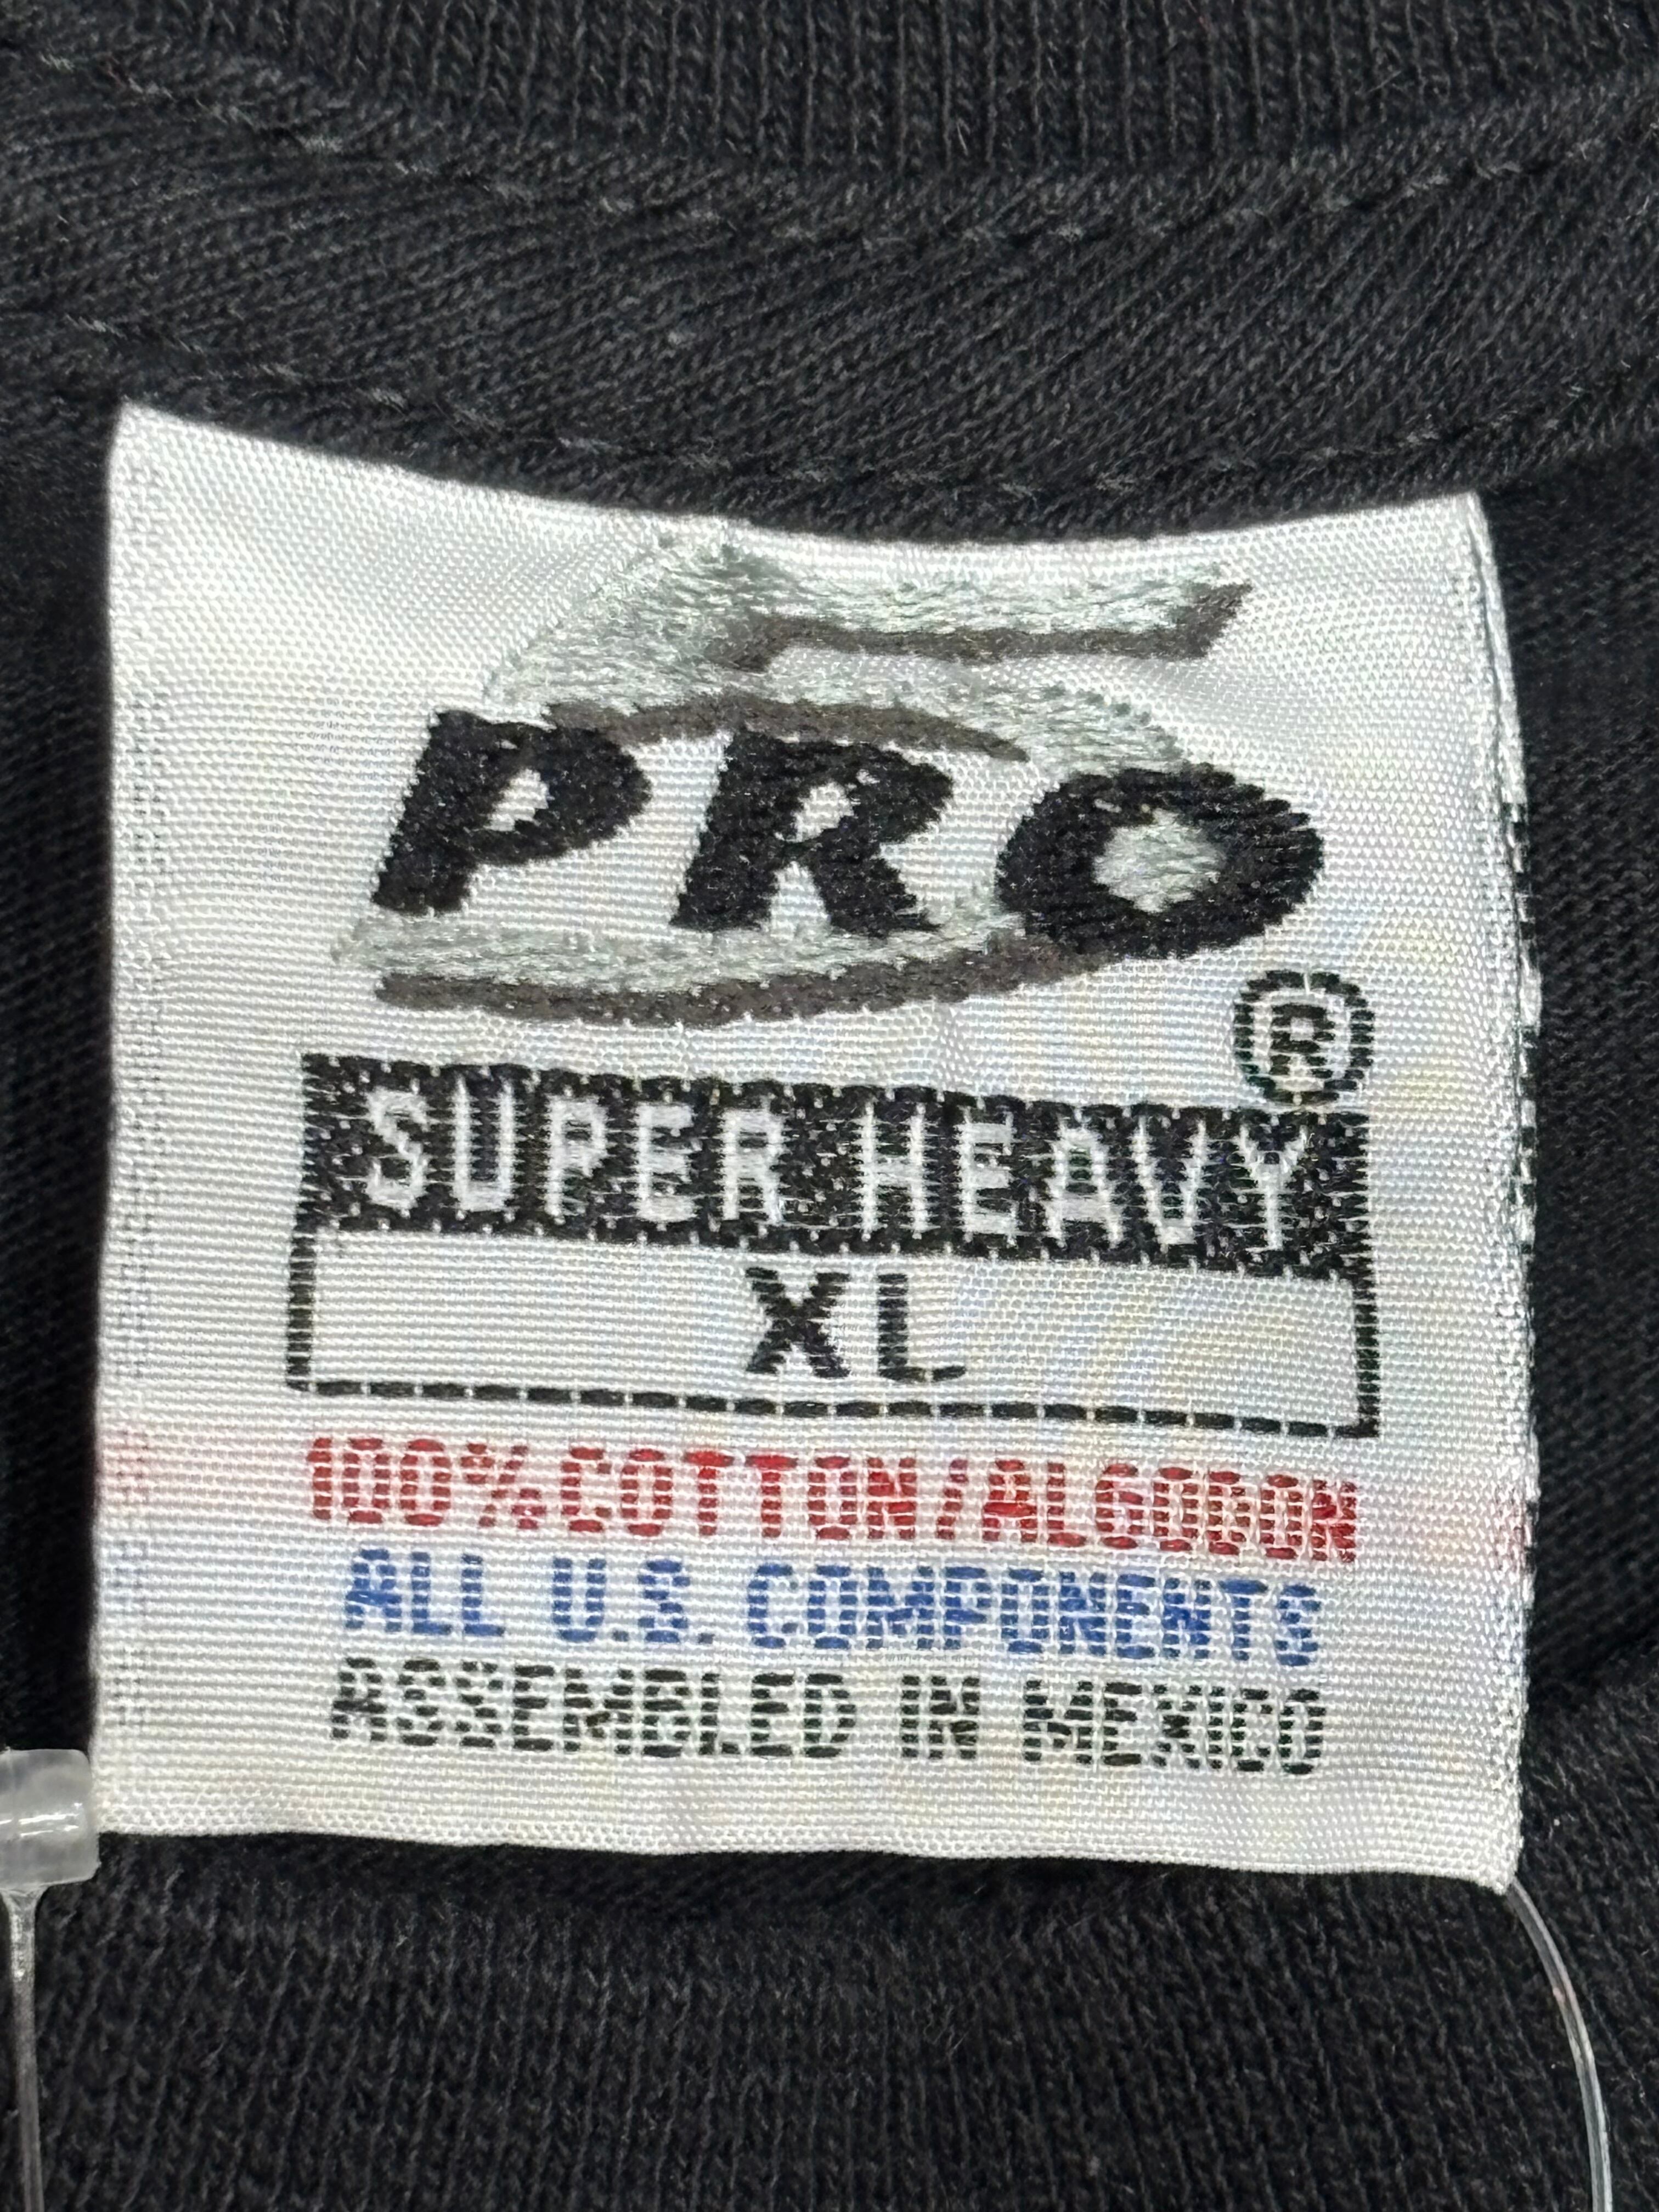 PRO
®
SUPER HEAVY
XL
100% COTTON/ALGODON
ALL U.S. COMPONENTS
ASSEMBLED IN MEXICO